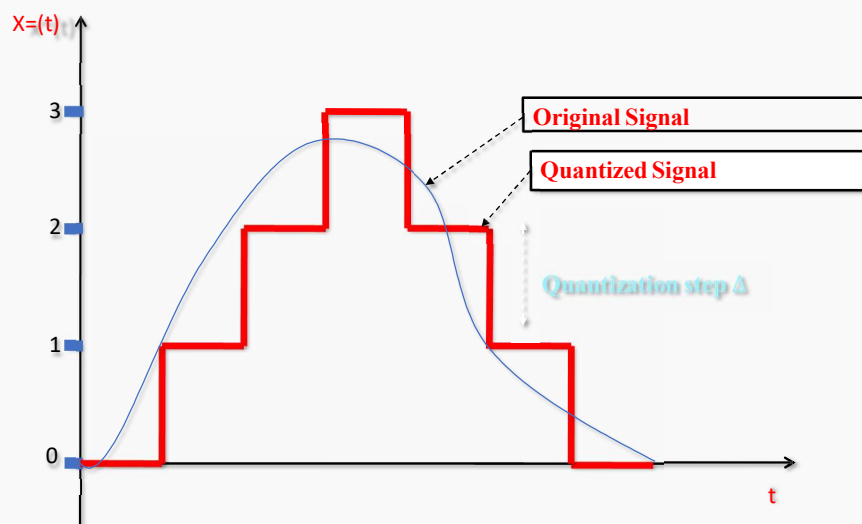 X=(t)
3
Original Signal
Quantized Signal
2
Quantization step Δ
1
0
t